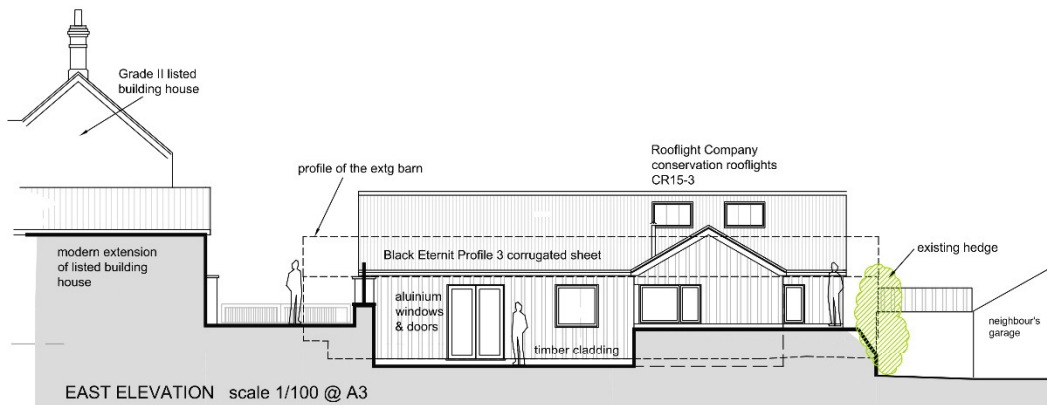 Grade II listed
building house
profile of the extg barn
Rooflight Company
conservation rooflights
CR15-3
existing hedge
modern extension
of listed building
house
Black Eternit Profile 3 corrugated sheet
aluinium
windows
& doors
timber cladding
neighbour's
garage
EAST ELEVATION scale 1/100 @ A3